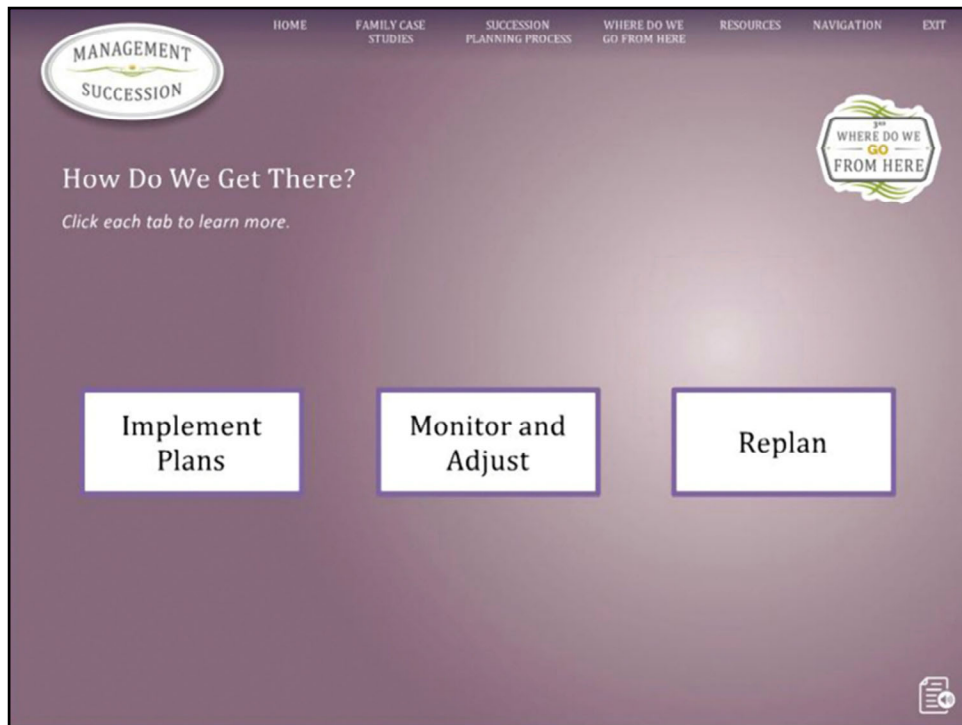 HOME
FAMILY CASE
STUDIES
SUCCESSION
PLANNING PROCESS
WHERE DO WE
GO FROM HERE
RESOURCES
NAVIGATION
EXIT
MANAGEMENT
SUCCESSION
3RD
WHERE DO WE
GO
FROM HERE
How Do We Get There?
Click each tab to learn more.
Implement
Plans
Monitor and
Adjust
Replan